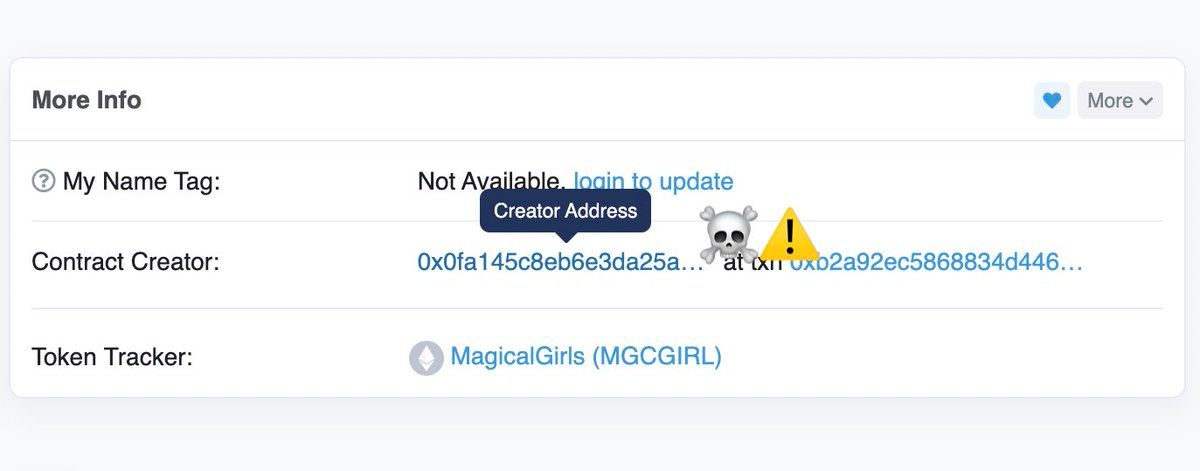 More Info
More
My Name Tag:
Not Available, login to update
Creator Address
Contract Creator:
0x0fa145c8eb6e3da25a... at txn 0xb2a92ec5868834d446...
Token Tracker:
MagicalGirls (MGCGIRL)